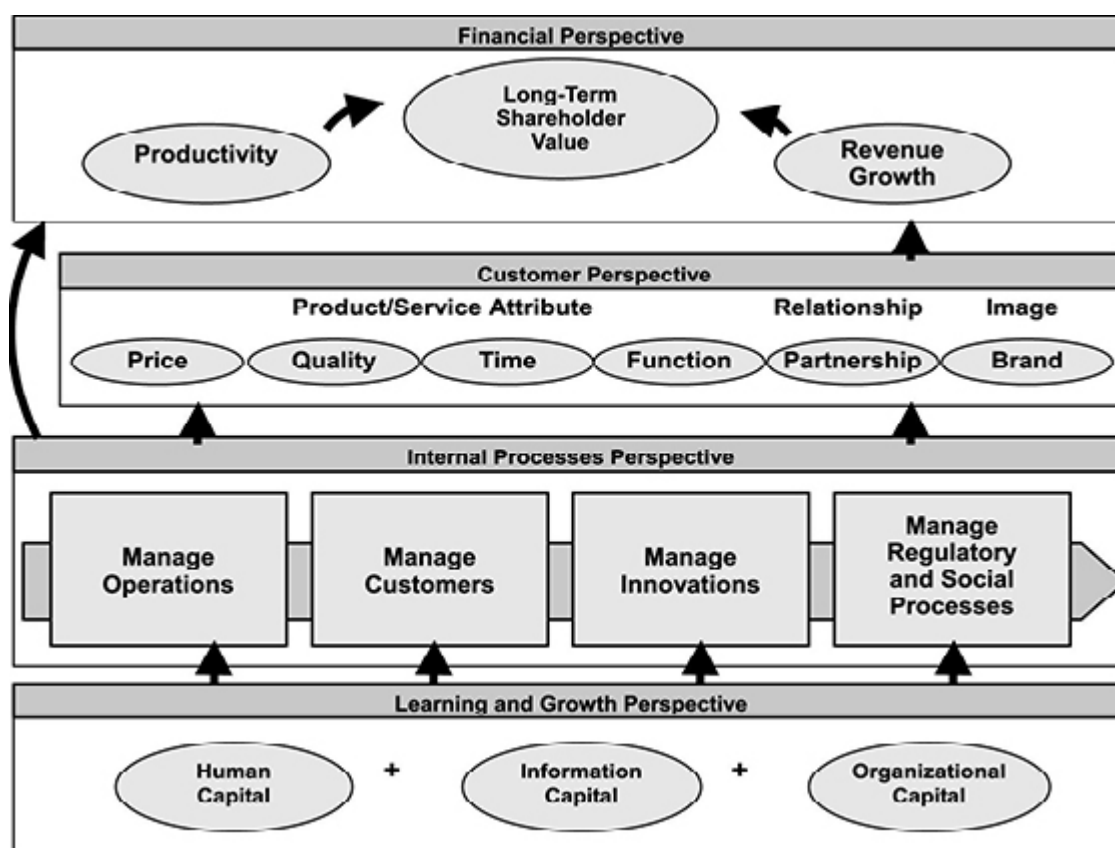 Financial Perspective
Long-Term
Shareholder
Value
Productivity
Revenue
Growth
Customer Perspective
Product/Service Attribute
Relationship
Image
Price
Quality
Time
Function
Partnership
Brand
Internal Processes Perspective
Manage
Operations
Manage
Customers
Manage
Innovations
Manage
Regulatory
and Social
Processes
Learning and Growth Perspective
Human
Capital
+
Information
Capital
+
Organizational
Capital